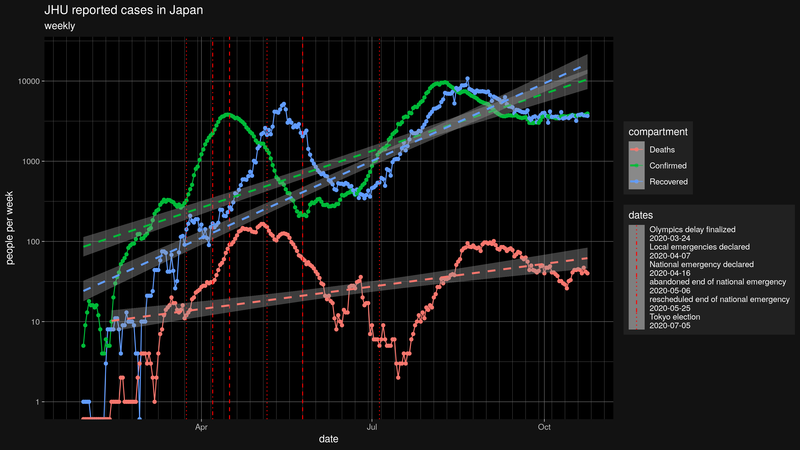 JHU reported cases in Japan
weekly
people per week
10000
1000
100
10
1
Apr
Jul
Oct
date
compartment
Deaths
Confirmed
Recovered
dates
Olympics delay finalized
2020-03-24
Local emergencies declared
2020-04-07
National emergency declared
2020-04-16
abandoned end of national emergency
2020-05-06
rescheduled end of national emergency
2020-05-25
Tokyo election
2020-07-05